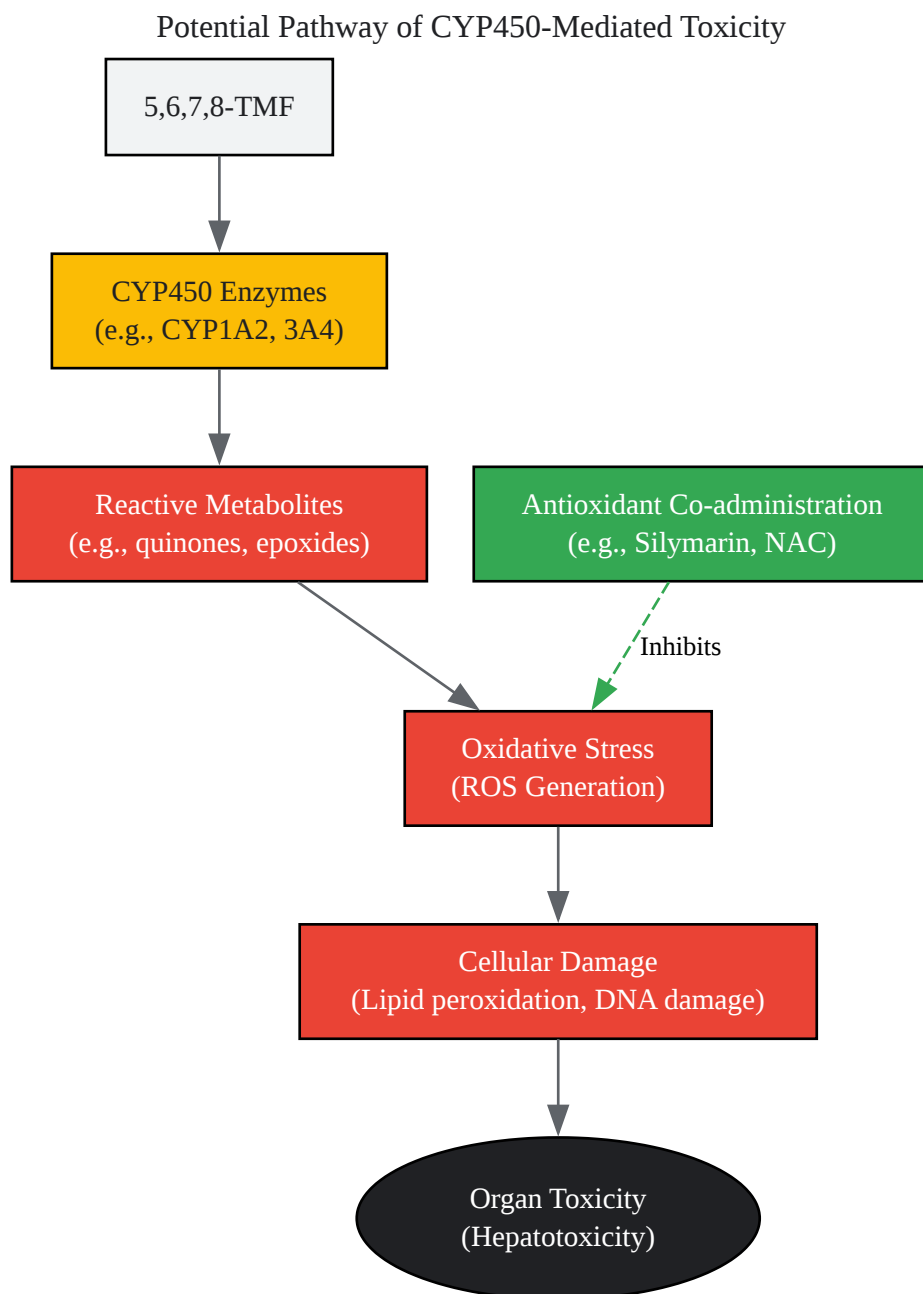 Potential Pathway of CYP450-Mediated Toxicity
5,6,7,8-TMF
CYP450 Enzymes
(e.g., CYP1A2, 3A4)
Reactive Metabolites
(e.g., quinones, epoxides)
Antioxidant Co-administration
(e.g., Silymarin, NAC)
Inhibits
Oxidative Stress
(ROS Generation)
Cellular Damage
(Lipid peroxidation, DNA damage)
Organ Toxicity
(Hepatotoxicity)